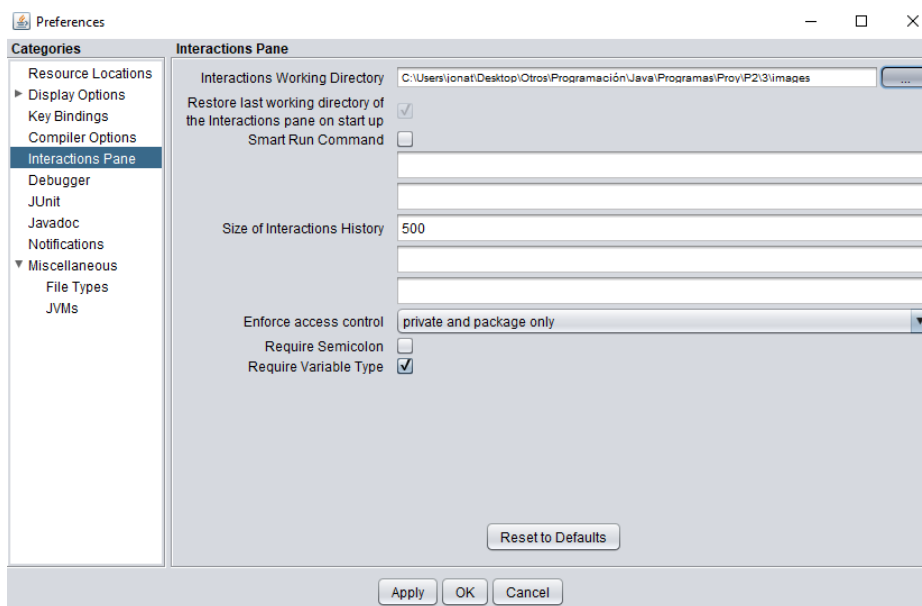 Preferences
Categories
Resource Locations
Display Options
Key Bindings
Compiler Options
Interactions Pane
Debugger
JUnit
Javadoc
Notifications
Miscellaneous
File Types
JVMs
Interactions Pane
Interactions Working Directory C:\Users\jonat\Desktop\Otros\Programación\Java\Programas\Proy\P2\3\images ...
Restore last working directory of
the Interactions pane on start up
Smart Run Command
Size of Interactions History 500
Enforce access control private and package only
Require Semicolon
Require Variable Type
Reset to Defaults
Apply OK Cancel